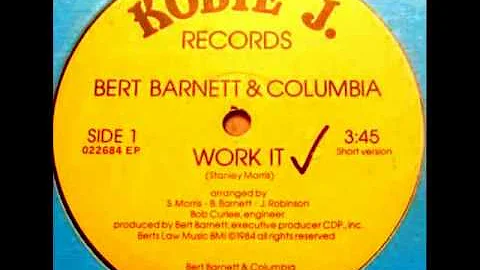 KOBIE J.
RECORDS
BERT BARNETT & COLUMBIA
SIDE 1
022684 EP
WORK IT
(Stanley Morris)
3:45
Short version
arranged by
S. Morris - B. Barnett - J. Robinson
Bob Curlee, engineer
produced by Bert Barnett; executive producer CDP., inc.
Berts Law Music BMI ©1984 all rights reserved
Bert Barnett & Columbia